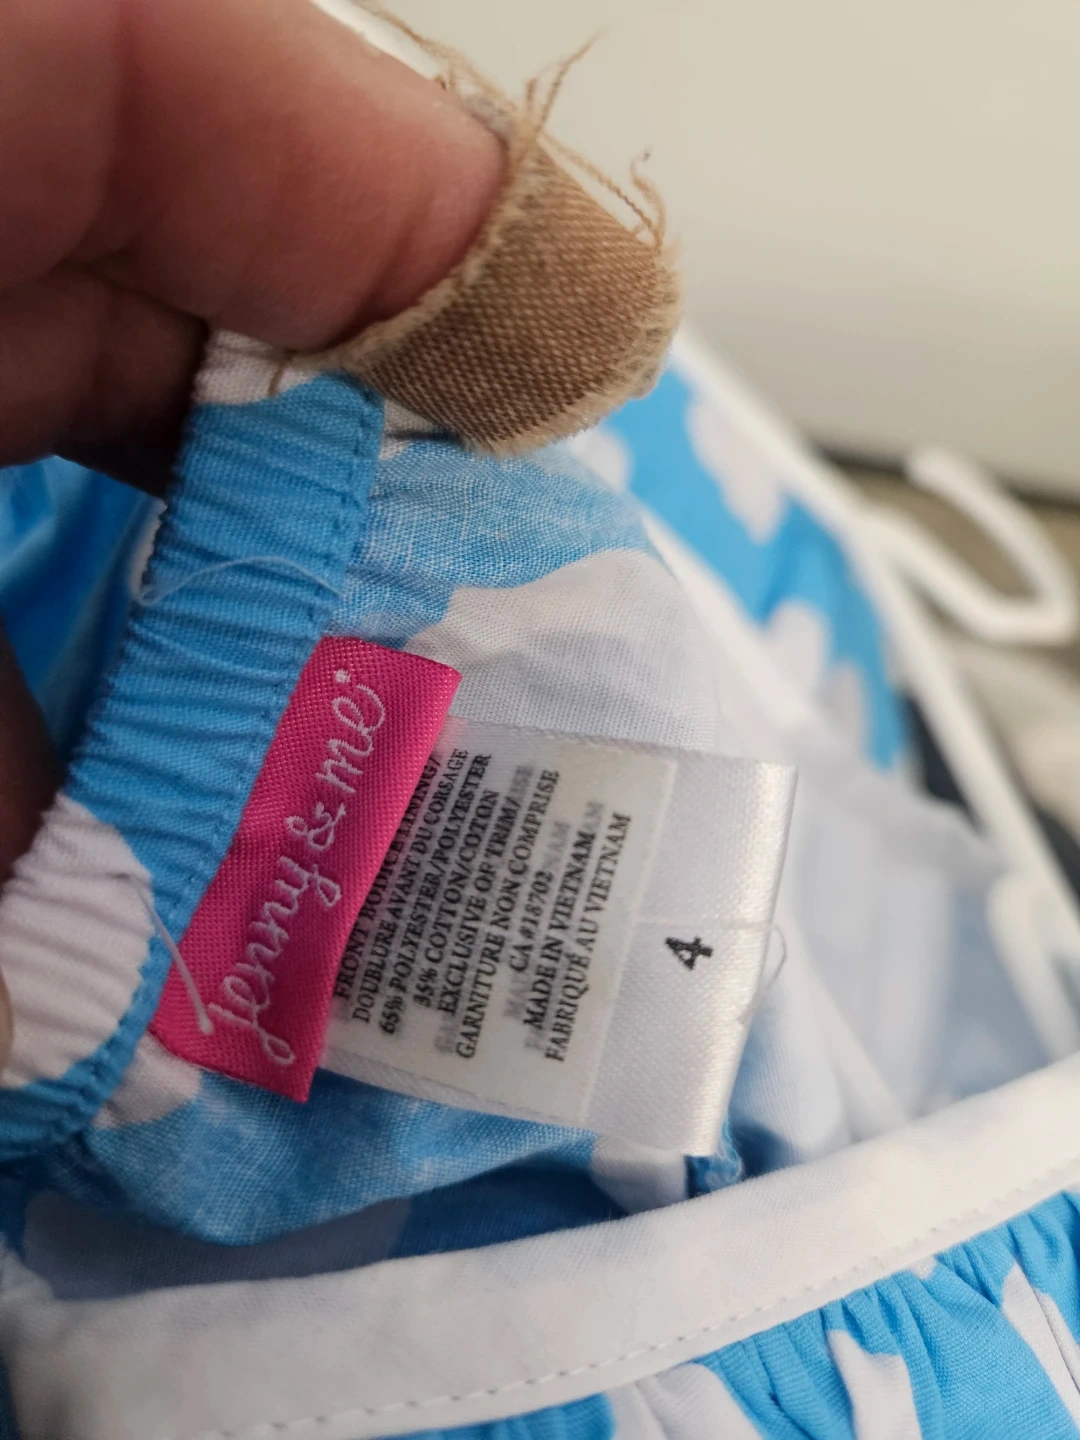 Jenny & me
FRONT BODICE LINING/
DOUBLURE AVANT DU CORSAGE
65% POLYESTER/POLYESTER
35% COTTON/COTON
EXCLUSIVE OF TRIM
GARNITURE NON COMPRISE
CA#18702
MADE IN VIETNAM
FABRIQUÉ AU VIETNAM
4